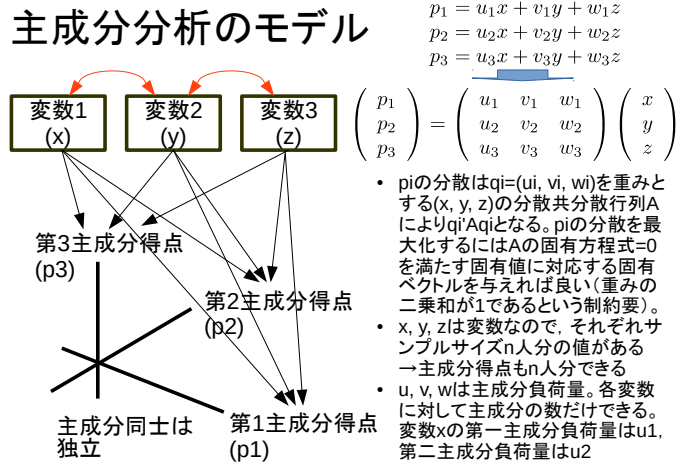 主成分分析のモデル
p₁ = u₁x + v₁y + w₁z
p₂ = u₂x + v₂y + w₂z
p₃ = u₃x + v₃y + w₃z
変数1
(x)
変数2
(y)
変数3
(z)
( p₁ ) = ( u₁ v₁ w₁ ) ( x )
( p₂ ) ( u₂ v₂ w₂ ) ( y )
( p₃ ) ( u₃ v₃ w₃ ) ( z )
第3主成分得点
(p3)
第2主成分得点
(p2)
第1主成分得点
(p1)
主成分同士は
独立
• piの分散はqi=(ui, vi, wi)を重みと
する(x, y, z)の分散共分散行列A
によりqi'Aqiとなる。piの分散を最
大化するにはAの固有方程式=0
を満たす固有値に対応する固有
ベクトルを与えれば良い（重みの
二乗和が1であるという制約要）。
• x, y, zは変数なので，それぞれサ
ンプルサイズn人分の値がある
→主成分得点もn人分できる
• u, v, wは主成分負荷量。各変数
に対して主成分の数だけできる。
変数xの第一主成分負荷量はu1,
第二主成分負荷量はu2